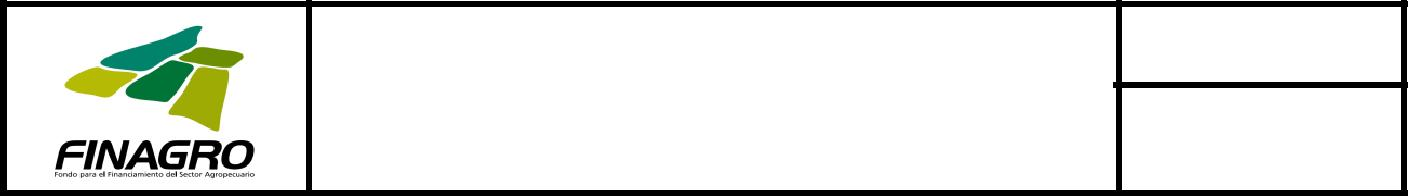 FINAGRO
Fondo para el Financiamiento del Sector Agropecuario